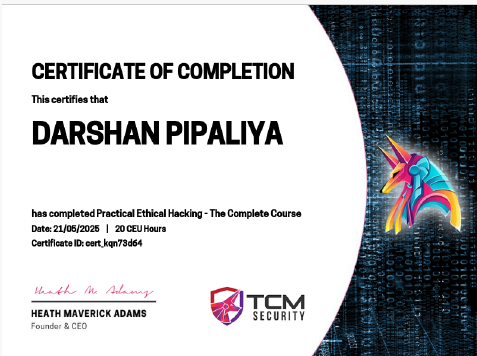 CERTIFICATE OF COMPLETION
This certifies that
DARSHAN PIPALIYA
has completed Practical Ethical Hacking - The Complete Course
Date: 21/05/2025 | 20 CEU Hours
Certificate ID: cert_kqn73d64
Heath M Adams
HEATH MAVERICK ADAMS
Founder & CEO
TCM
SECURITY